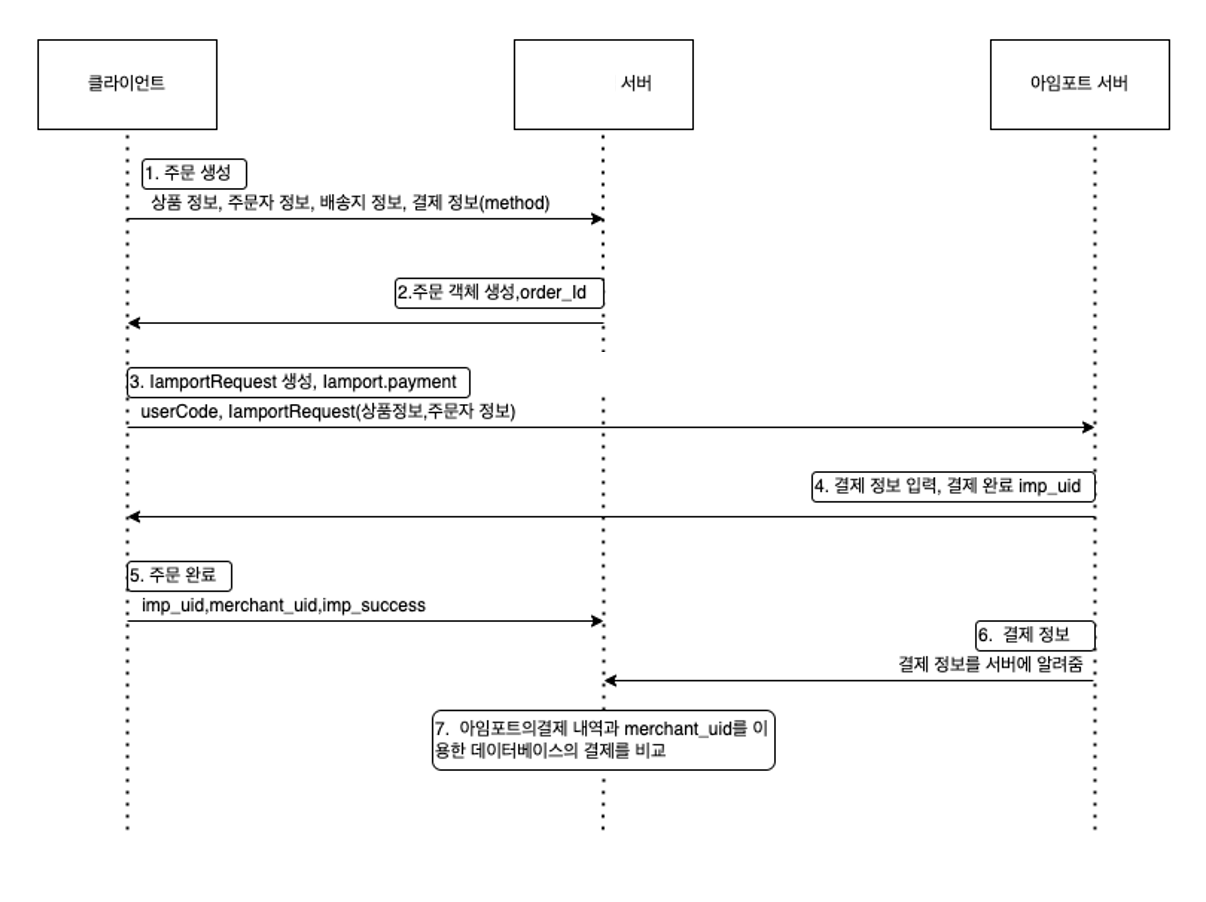 클라이언트
서버
아임포트 서버
1. 주문 생성
상품 정보, 주문자 정보, 배송지 정보, 결제 정보(method)
2.주문 객체 생성,order_Id
3. IamportRequest 생성, Iamport.payment
userCode, IamportRequest(상품정보,주문자 정보)
4. 결제 정보 입력, 결제 완료 imp_uid
5. 주문 완료
imp_uid,merchant_uid,imp_success
6. 결제 정보
결제 정보를 서버에 알려줌
7. 아임포트의결제 내역과 merchant_uid를 이
용한 데이터베이스의 결제를 비교